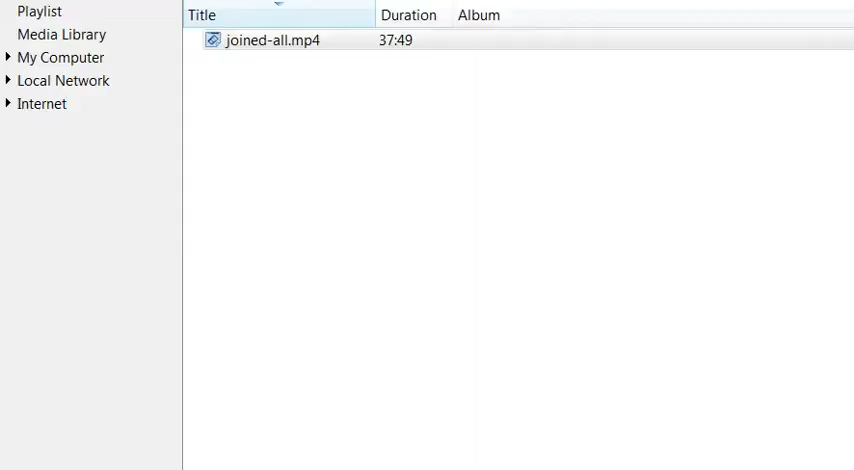 Playlist
Media Library
My Computer
Local Network
Internet
Title Duration Album
joined-all.mp4 37:49